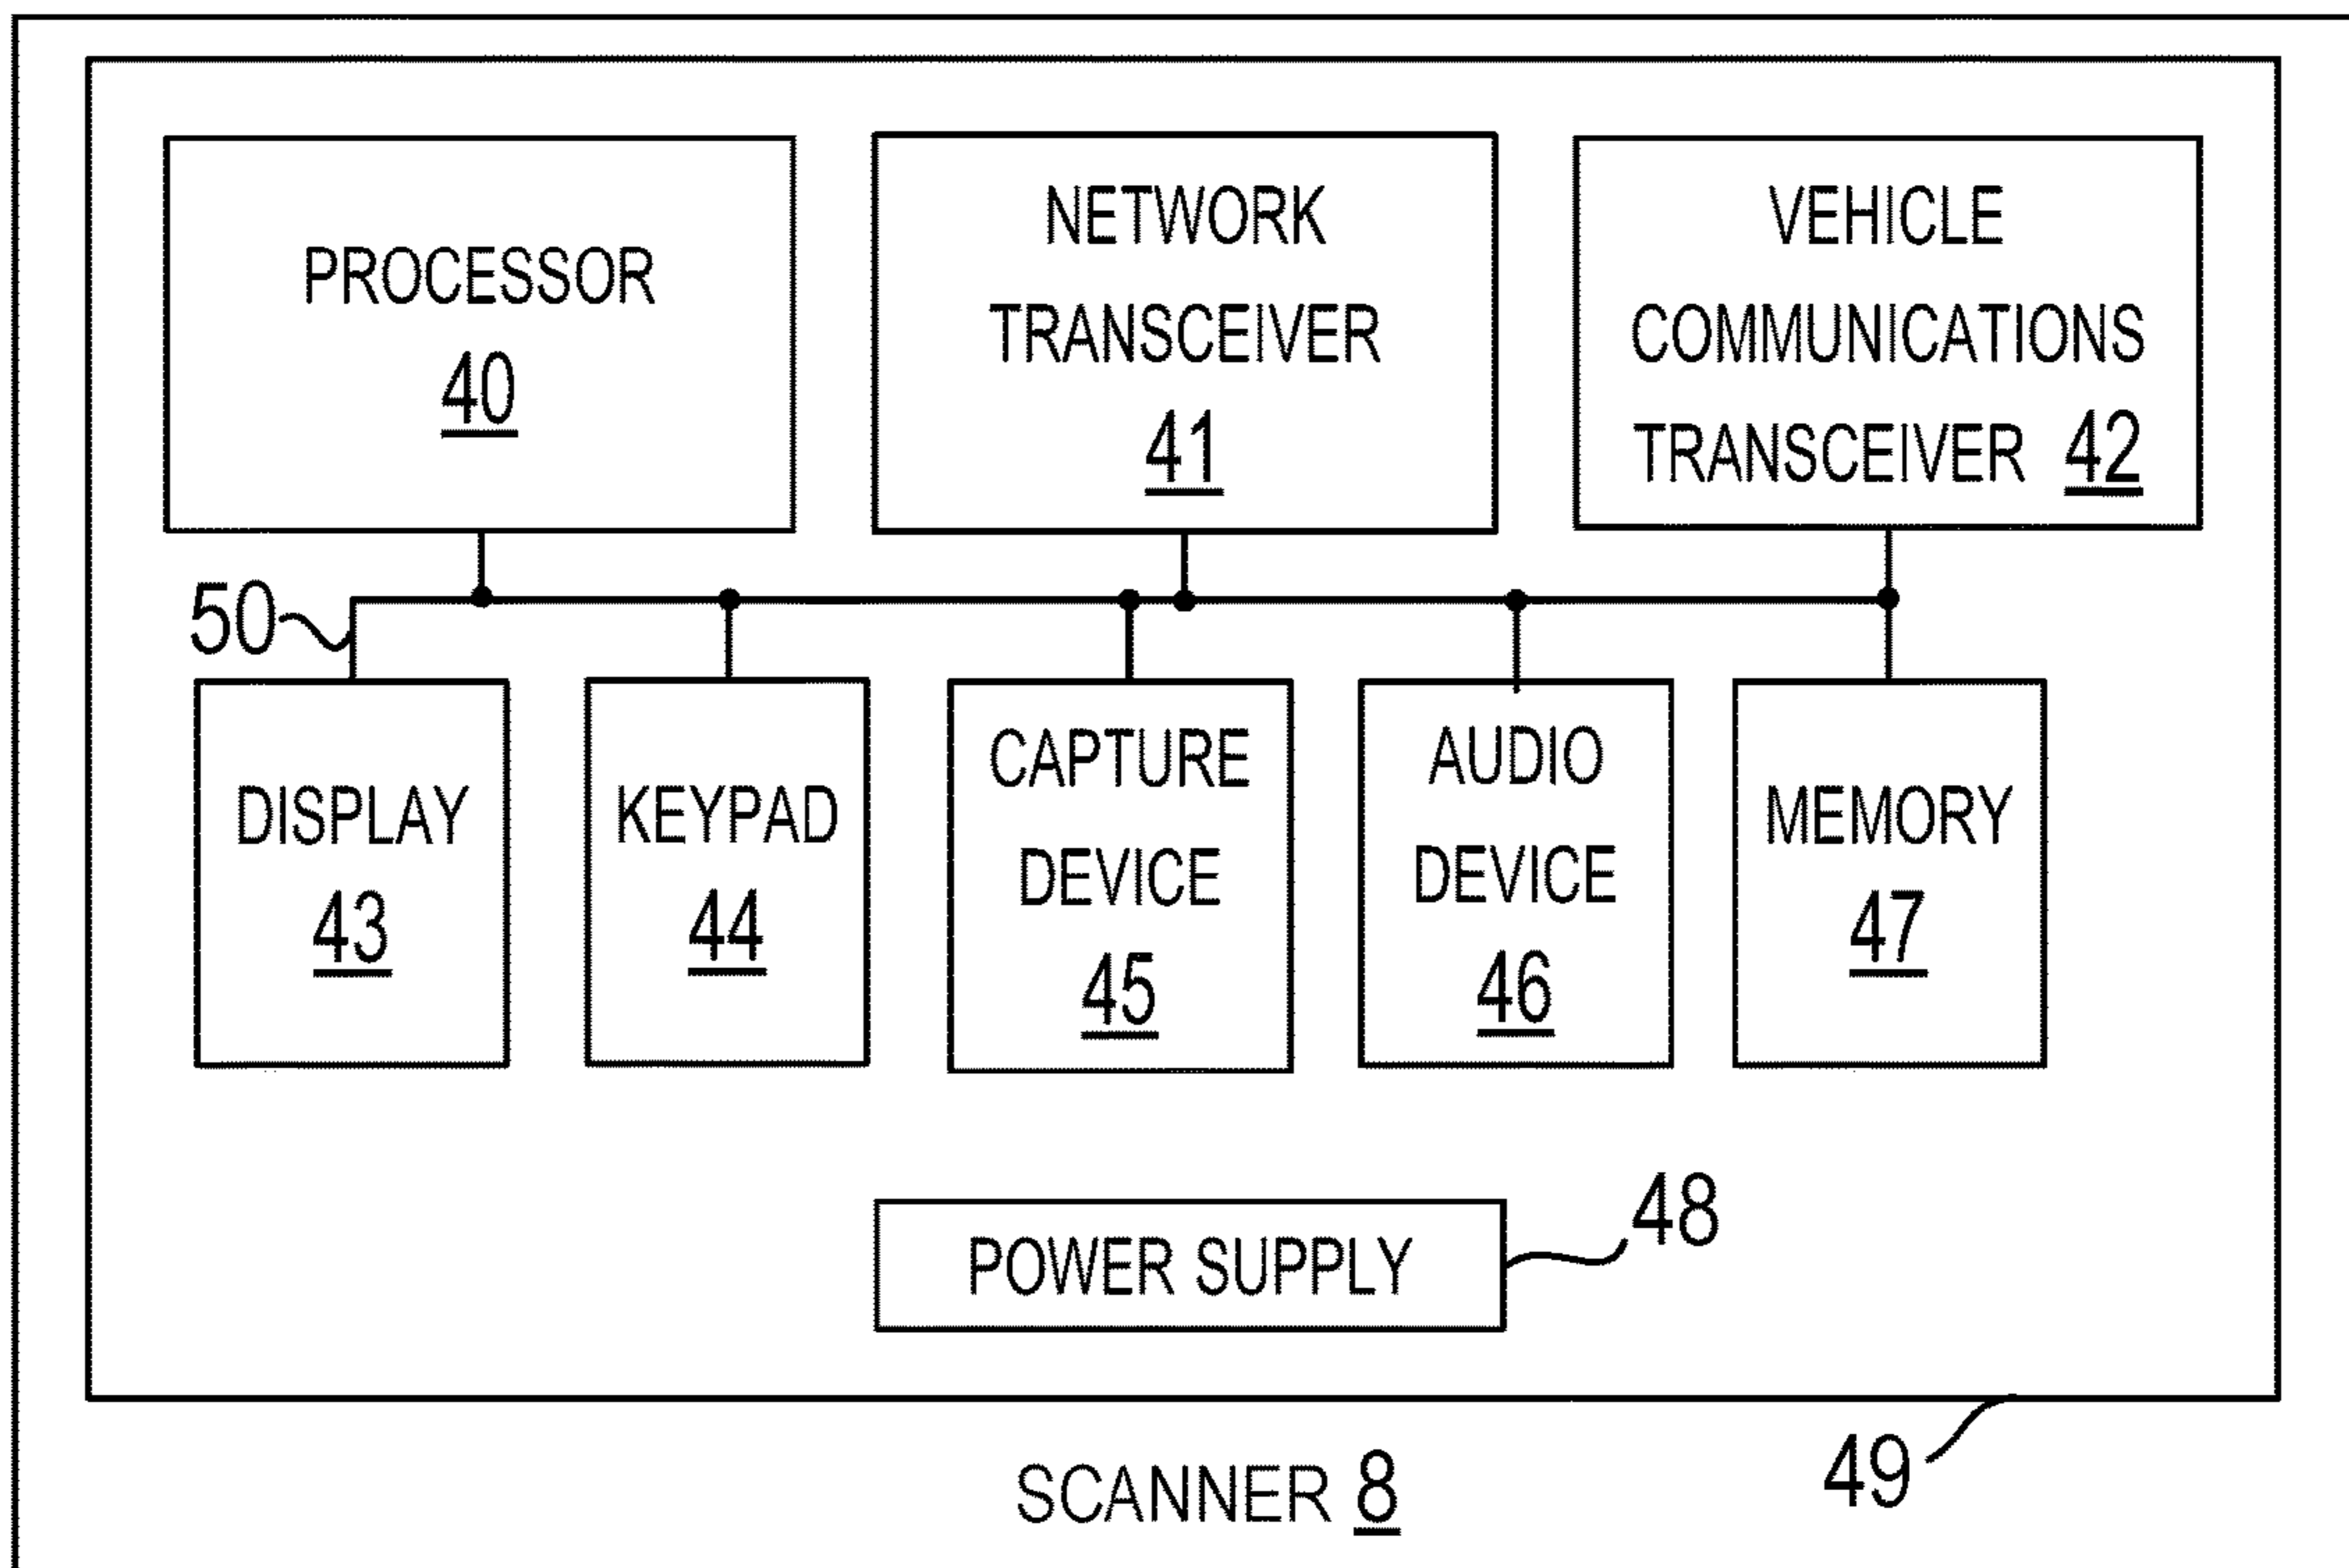 PROCESSOR
40
NETWORK
TRANSCEIVER
41
VEHICLE
COMMUNICATIONS
TRANSCEIVER 42
50
DISPLAY
43
KEYPAD
44
CAPTURE
DEVICE
45
AUDIO
DEVICE
46
MEMORY
47
POWER SUPPLY
48
49
SCANNER 8